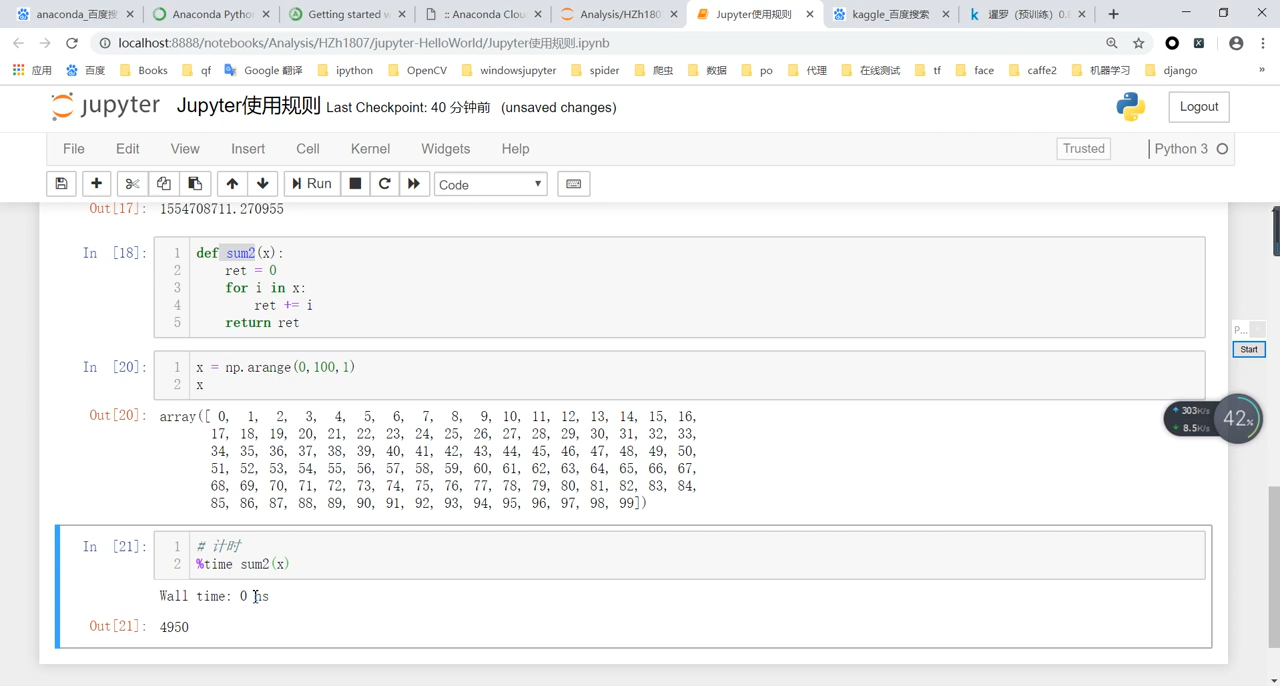 anaconda_百度搜
Anaconda Pytho
Getting started w
:: Anaconda Clou
Analysis/HZh180
Jupyter使用规则
kaggle_百度搜索
暹罗（预训练）0.8
localhost:8888/notebooks/Analysis/HZh1807/jupyter-HelloWorld/Jupyter使用规则.ipynb
应用 百度 Books qf Google 翻译 ipython OpenCV windowsjupyter spider 爬虫 数据 po 代理 在线测试 tf face caffe2 机器学习 django »
jupyter Jupyter使用规则 Last Checkpoint: 40 分钟前 (unsaved changes) Logout
File Edit View Insert Cell Kernel Widgets Help Trusted Python 3
Run Code
Out[17]: 1554708711.270955
In [18]: 1 def sum2(x):
2 ret = 0
3 for i in x:
4 ret += i
5 return ret
P...
Start
In [20]: 1 x = np.arange(0,100,1)
2 x
Out[20]: array([ 0, 1, 2, 3, 4, 5, 6, 7, 8, 9, 10, 11, 12, 13, 14, 15, 16,
17, 18, 19, 20, 21, 22, 23, 24, 25, 26, 27, 28, 29, 30, 31, 32, 33,
34, 35, 36, 37, 38, 39, 40, 41, 42, 43, 44, 45, 46, 47, 48, 49, 50,
51, 52, 53, 54, 55, 56, 57, 58, 59, 60, 61, 62, 63, 64, 65, 66, 67,
68, 69, 70, 71, 72, 73, 74, 75, 76, 77, 78, 79, 80, 81, 82, 83, 84,
85, 86, 87, 88, 89, 90, 91, 92, 93, 94, 95, 96, 97, 98, 99])
303K/s
8.5K/s
42%
In [21]: 1 # 计时
2 %time sum2(x)
Wall time: 0 ns
Out[21]: 4950